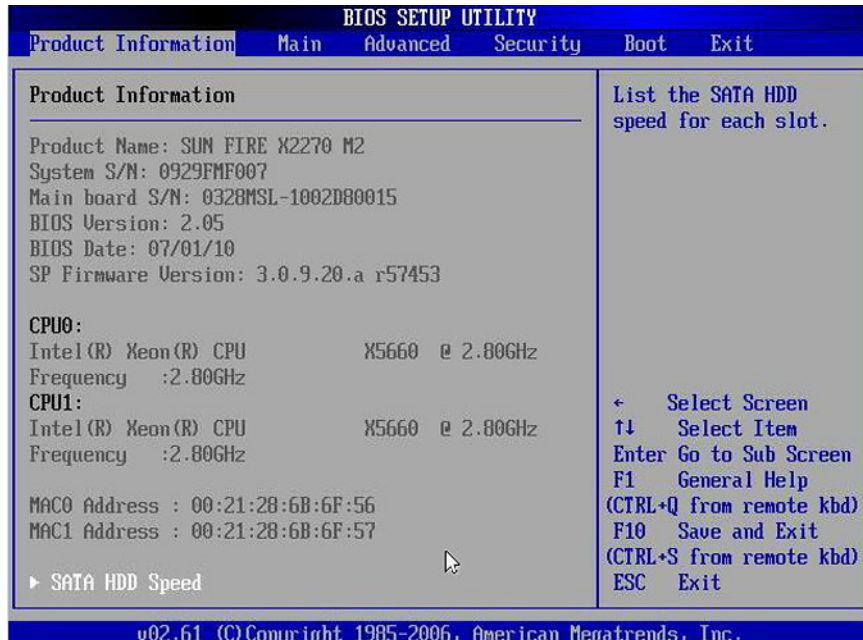 BIOS SETUP UTILITY
Product Information Main Advanced Security Boot Exit
Product Information
Product Name: SUN FIRE X2270 M2
System S/N: 0929FMF007
Main board S/N: 0328MSL-1002D80015
BIOS Version: 2.05
BIOS Date: 07/01/10
SP Firmware Version: 3.0.9.20.a r57453
CPU0:
Intel(R) Xeon(R) CPU X5660 @ 2.80GHz
Frequency :2.80GHz
CPU1:
Intel(R) Xeon(R) CPU X5660 @ 2.80GHz
Frequency :2.80GHz
MAC0 Address : 00:21:28:6B:6F:56
MAC1 Address : 00:21:28:6B:6F:57
▶ SATA HDD Speed
List the SATA HDD
speed for each slot.
← Select Screen
↑↓ Select Item
Enter Go to Sub Screen
F1 General Help
(CTRL+Q from remote kbd)
F10 Save and Exit
(CTRL+S from remote kbd)
ESC Exit
v02.61 (C)Copyright 1985-2006, American Megatrends, Inc.